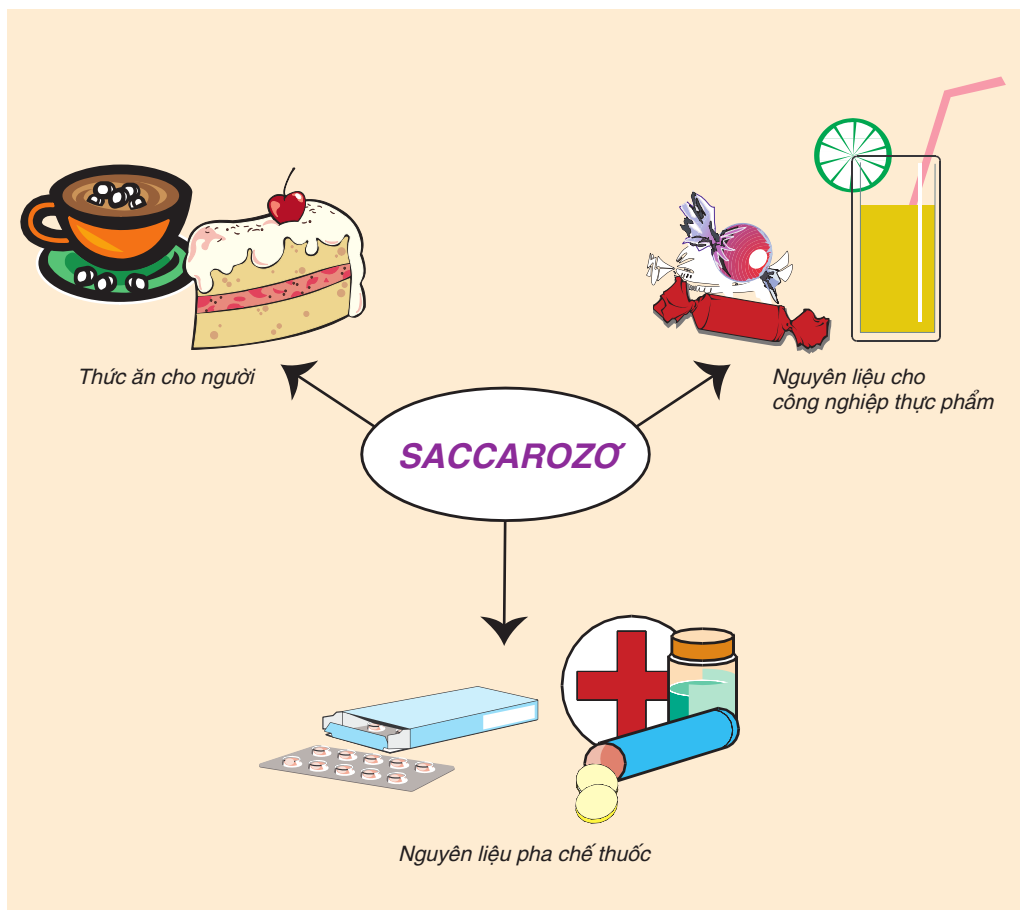 Thức ăn cho người
Nguyên liệu cho
công nghiệp thực phẩm
SACCAROZƠ
Nguyên liệu pha chế thuốc